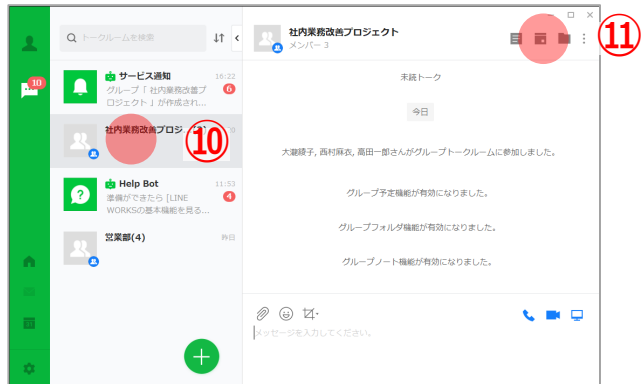 10
トークルームを検索
サービス通知
16:22
グループ「 社内業務改善プ
ロジェクト 」が作成され...
6
社内業務改善プロジ
⑩
Help Bot
11:53
準備ができたら [LINE
WORKSの基本機能を見る...
4
営業部(4)
昨日
社内業務改善プロジェクト
メンバー 3
⑪
未読トーク
今日
大瀧綾子, 西村麻衣, 高田一郎さんがグループトークルームに参加しました。
グループ予定機能が有効になりました。
グループフォルダ機能が有効になりました。
グループノート機能が有効になりました。
メッセージを入力してください。